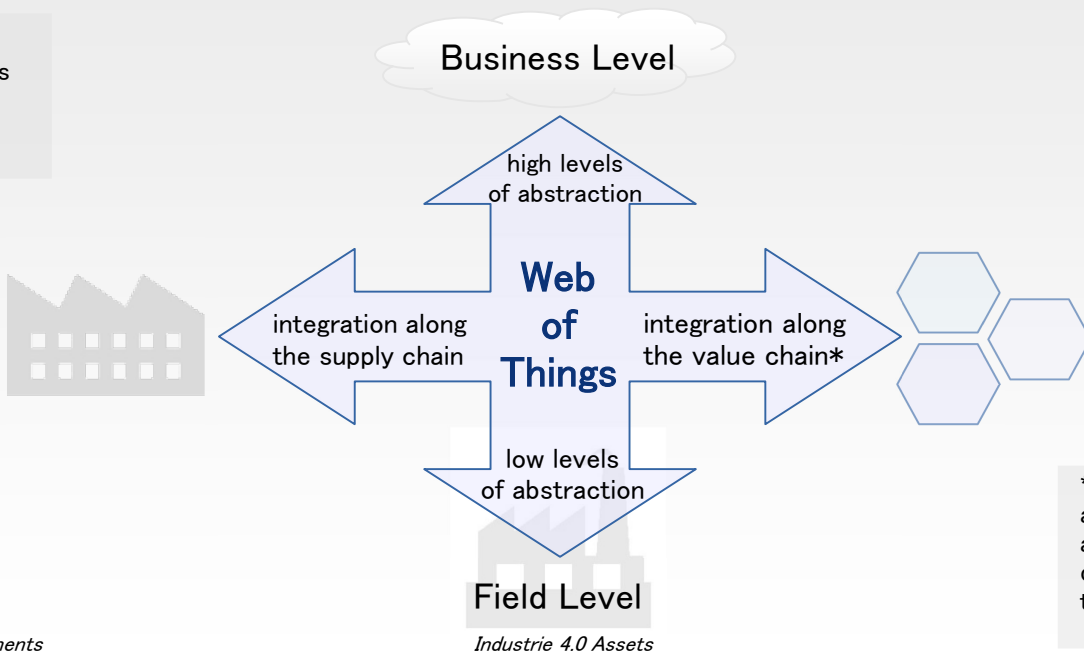 s
Business Level
high levels
of abstraction
Web
of
Things
integration along
the supply chain
integration along
the value chain*
low levels
of abstraction
*
a
a
t
Field Level
ments
Industrie 4.0 Assets